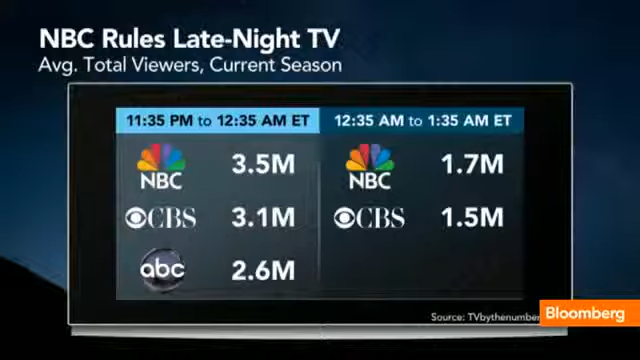 NBC Rules Late-Night TV
Avg. Total Viewers, Current Season
11:35 PM to 12:35 AM ET 12:35 AM to 1:35 AM ET
NBC 3.5M NBC 1.7M
CBS 3.1M CBS 1.5M
abc 2.6M
Source: TVbythenumber
Bloomberg